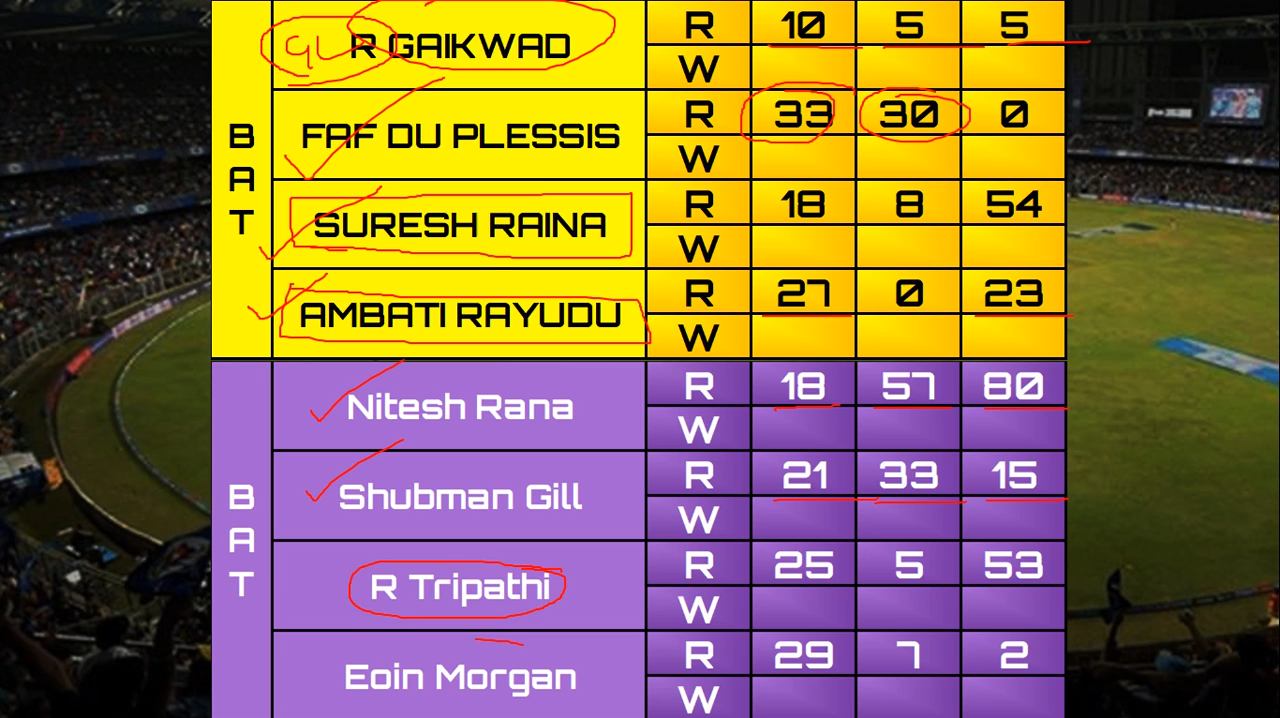 GL R GAIKWAD R 10 5 5
W
BAT
FAF DU PLESSIS R 33 30 0
W
SURESH RAINA R 18 8 54
W
AMBATI RAYUDU R 27 0 23
W
Nitesh Rana R 18 57 80
W
BAT
Shubman Gill R 21 33 15
W
R Tripathi R 25 5 53
W
Eoin Morgan R 29 7 2
W